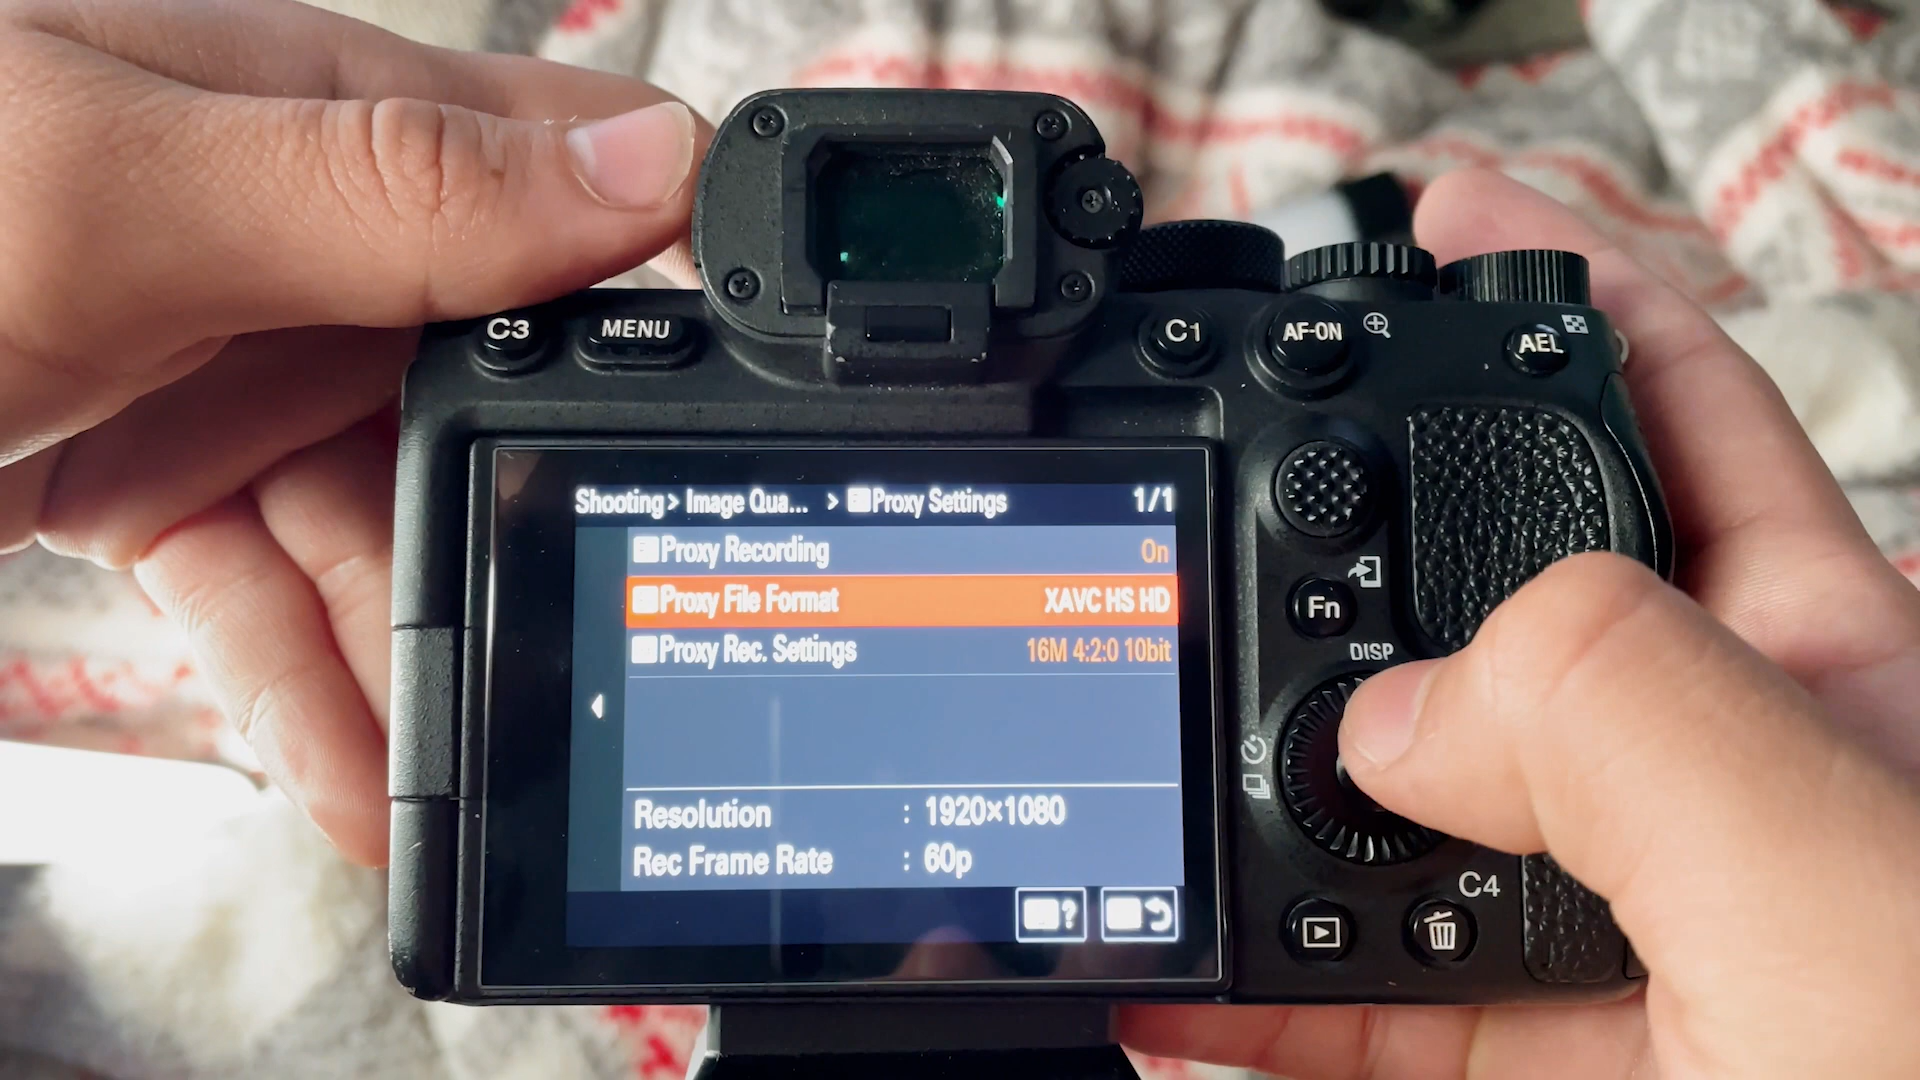 C3 MENU C1 AF-ON AEL
Shooting> Image Qua... > Proxy Settings 1/1
Proxy Recording On
Proxy File Format XAVC HS HD
Proxy Rec. Settings 16M 4:2:0 10bit
Resolution : 1920×1080
Rec Frame Rate : 60p
?
Fn
DISP
C4